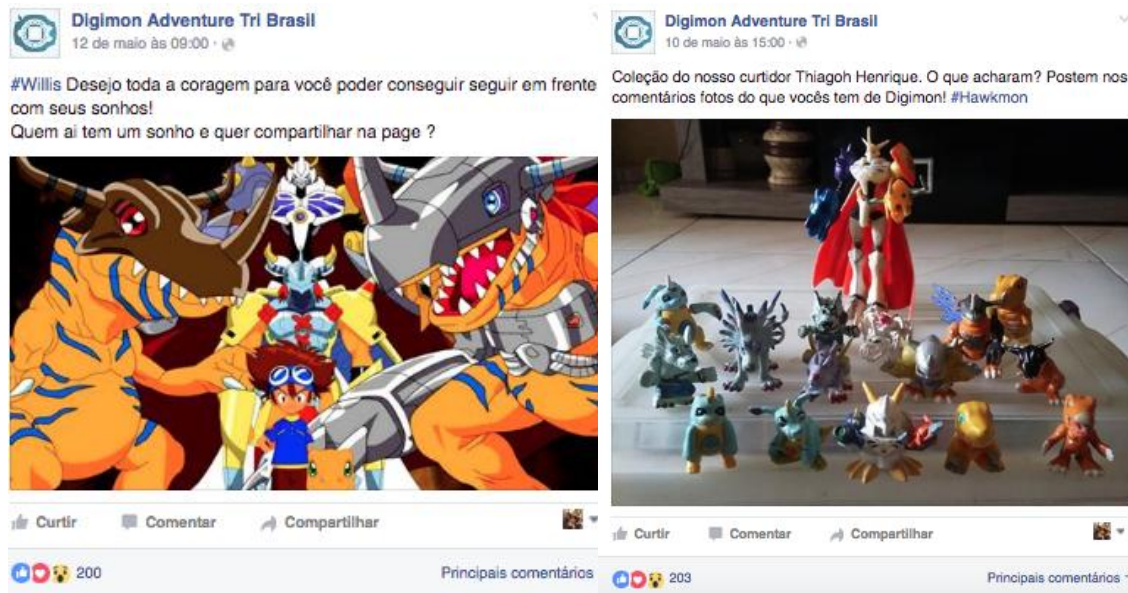 Digimon Adventure Tri Brasil
12 de maio às 09:00 ·
#Willis Desejo toda a coragem para você poder conseguir seguir em frente
com seus sonhos!
Quem ai tem um sonho e quer compartilhar na page ?
Curtir Comentar Compartilhar
200 Principais comentários
Digimon Adventure Tri Brasil
10 de maio às 15:00 ·
Coleção do nosso curtidor Thiagoh Henrique. O que acharam? Postem nos
comentários fotos do que vocês tem de Digimon! #Hawkmon
Curtir Comentar Compartilhar
203 Principais comentários